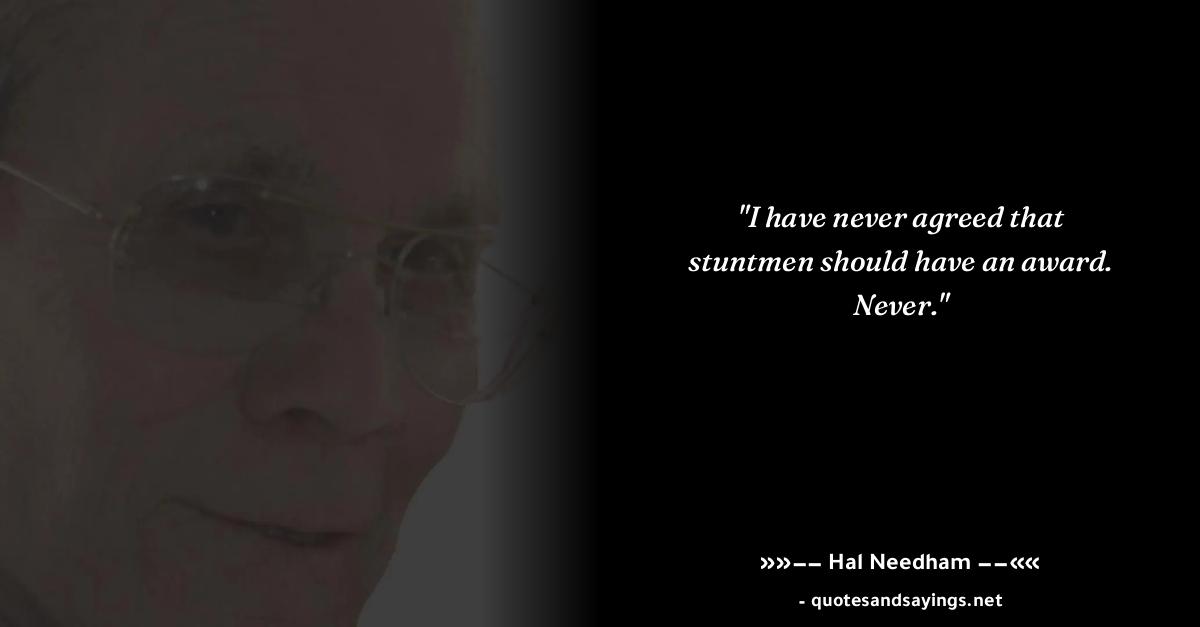 "I have never agreed that
stuntmen should have an award.
Never."
»»−− Hal Needham −−««
- quotesandsayings.net